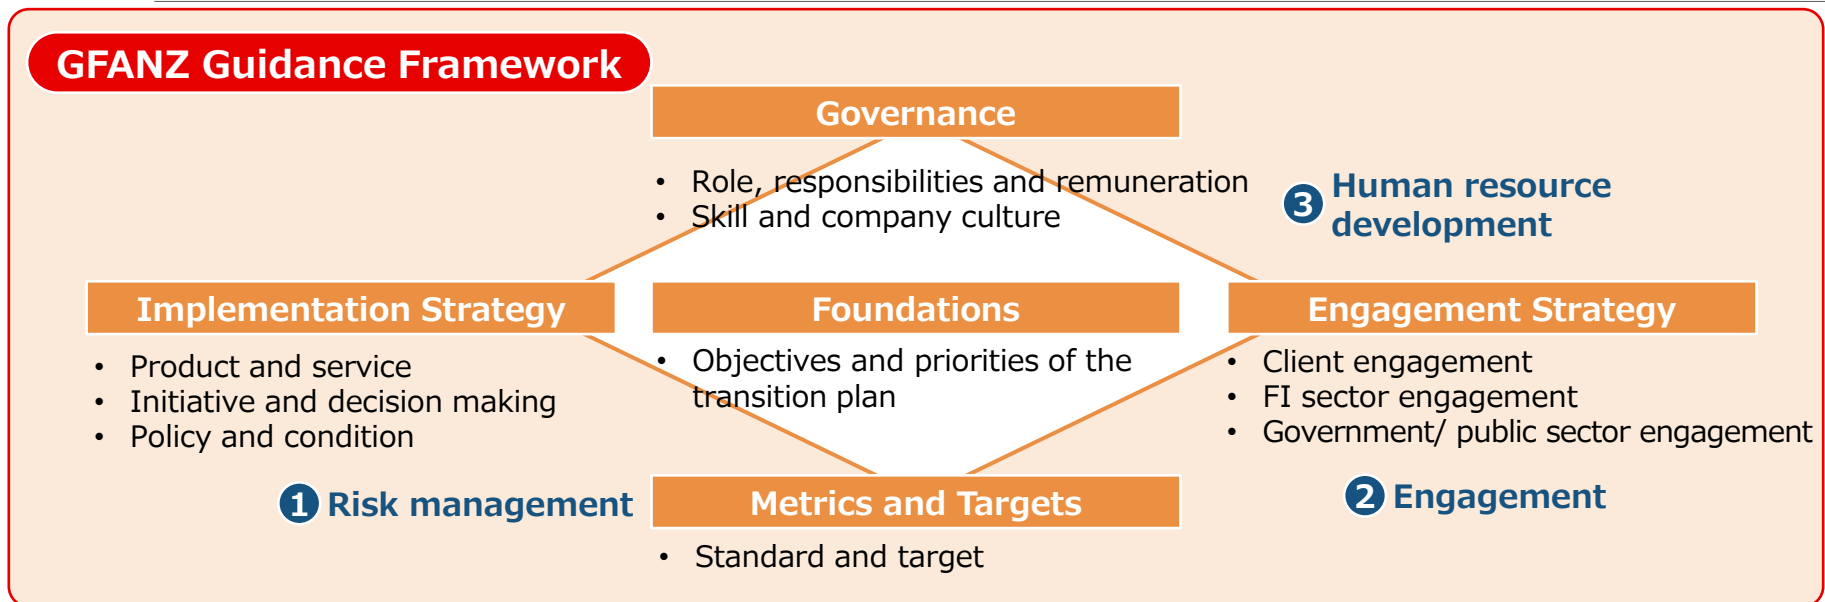 GFANZ Guidance Framework
Governance
• Role, responsibilities and remuneration
• Skill and company culture
3 Human resource
development
Implementation Strategy
• Product and service
• Initiative and decision making
• Policy and condition
Foundations
• Objectives and priorities of the
transition plan
Engagement Strategy
• Client engagement
• FI sector engagement
• Government/ public sector engagement
1 Risk management
Metrics and Targets
• Standard and target
2 Engagement